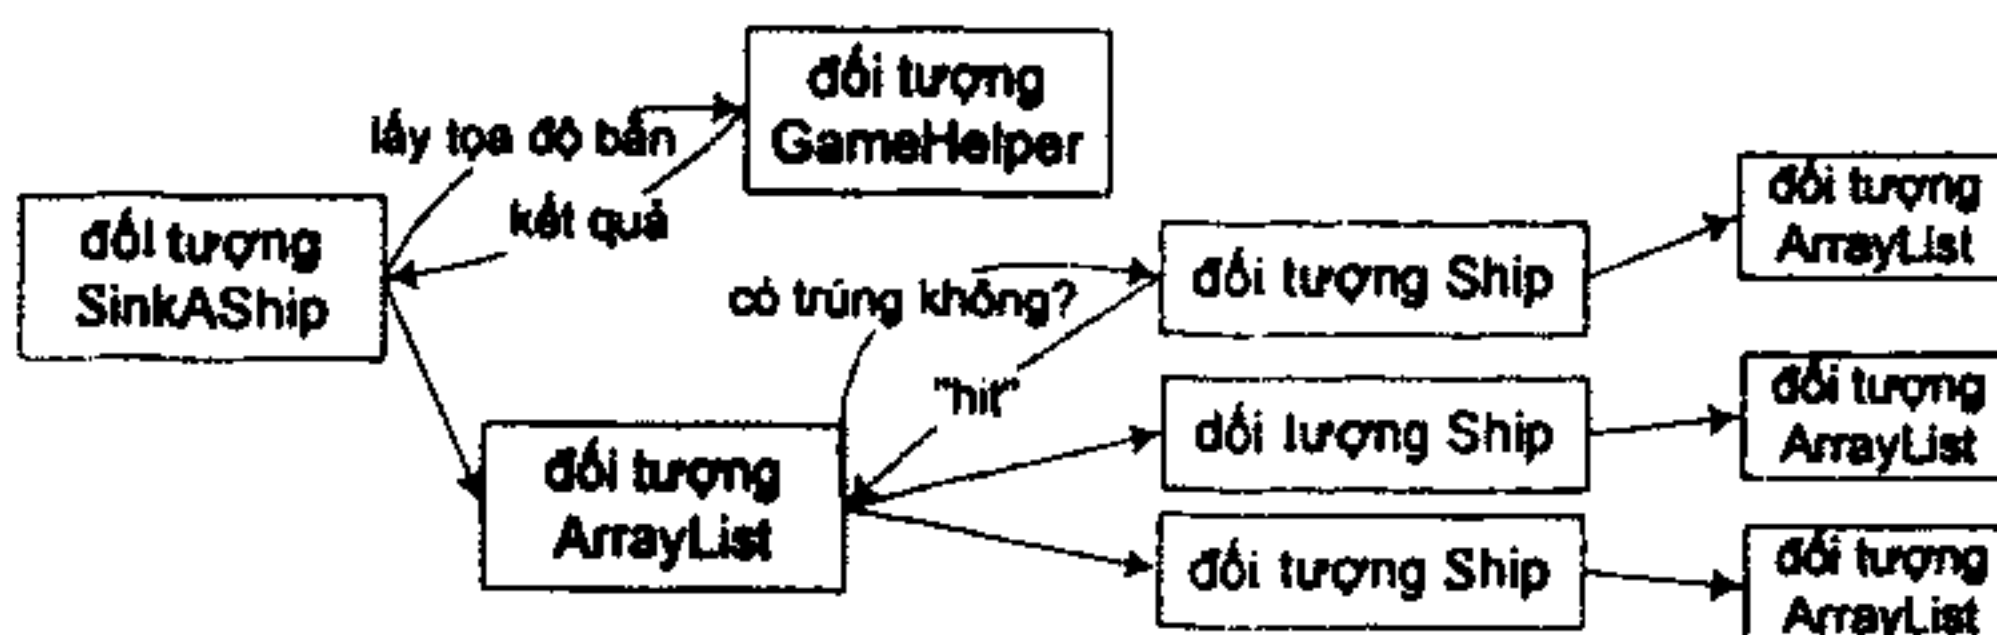 đối tượng
GameHelper
lấy tọa độ bắn
kết quả
đối tượng
SinkAShip
đối tượng
ArrayList
có trúng không?
"hit"
đối tượng Ship
đối tượng
ArrayList
đối tượng Ship
đối tượng
ArrayList
đối tượng
ArrayList
đối tượng Ship